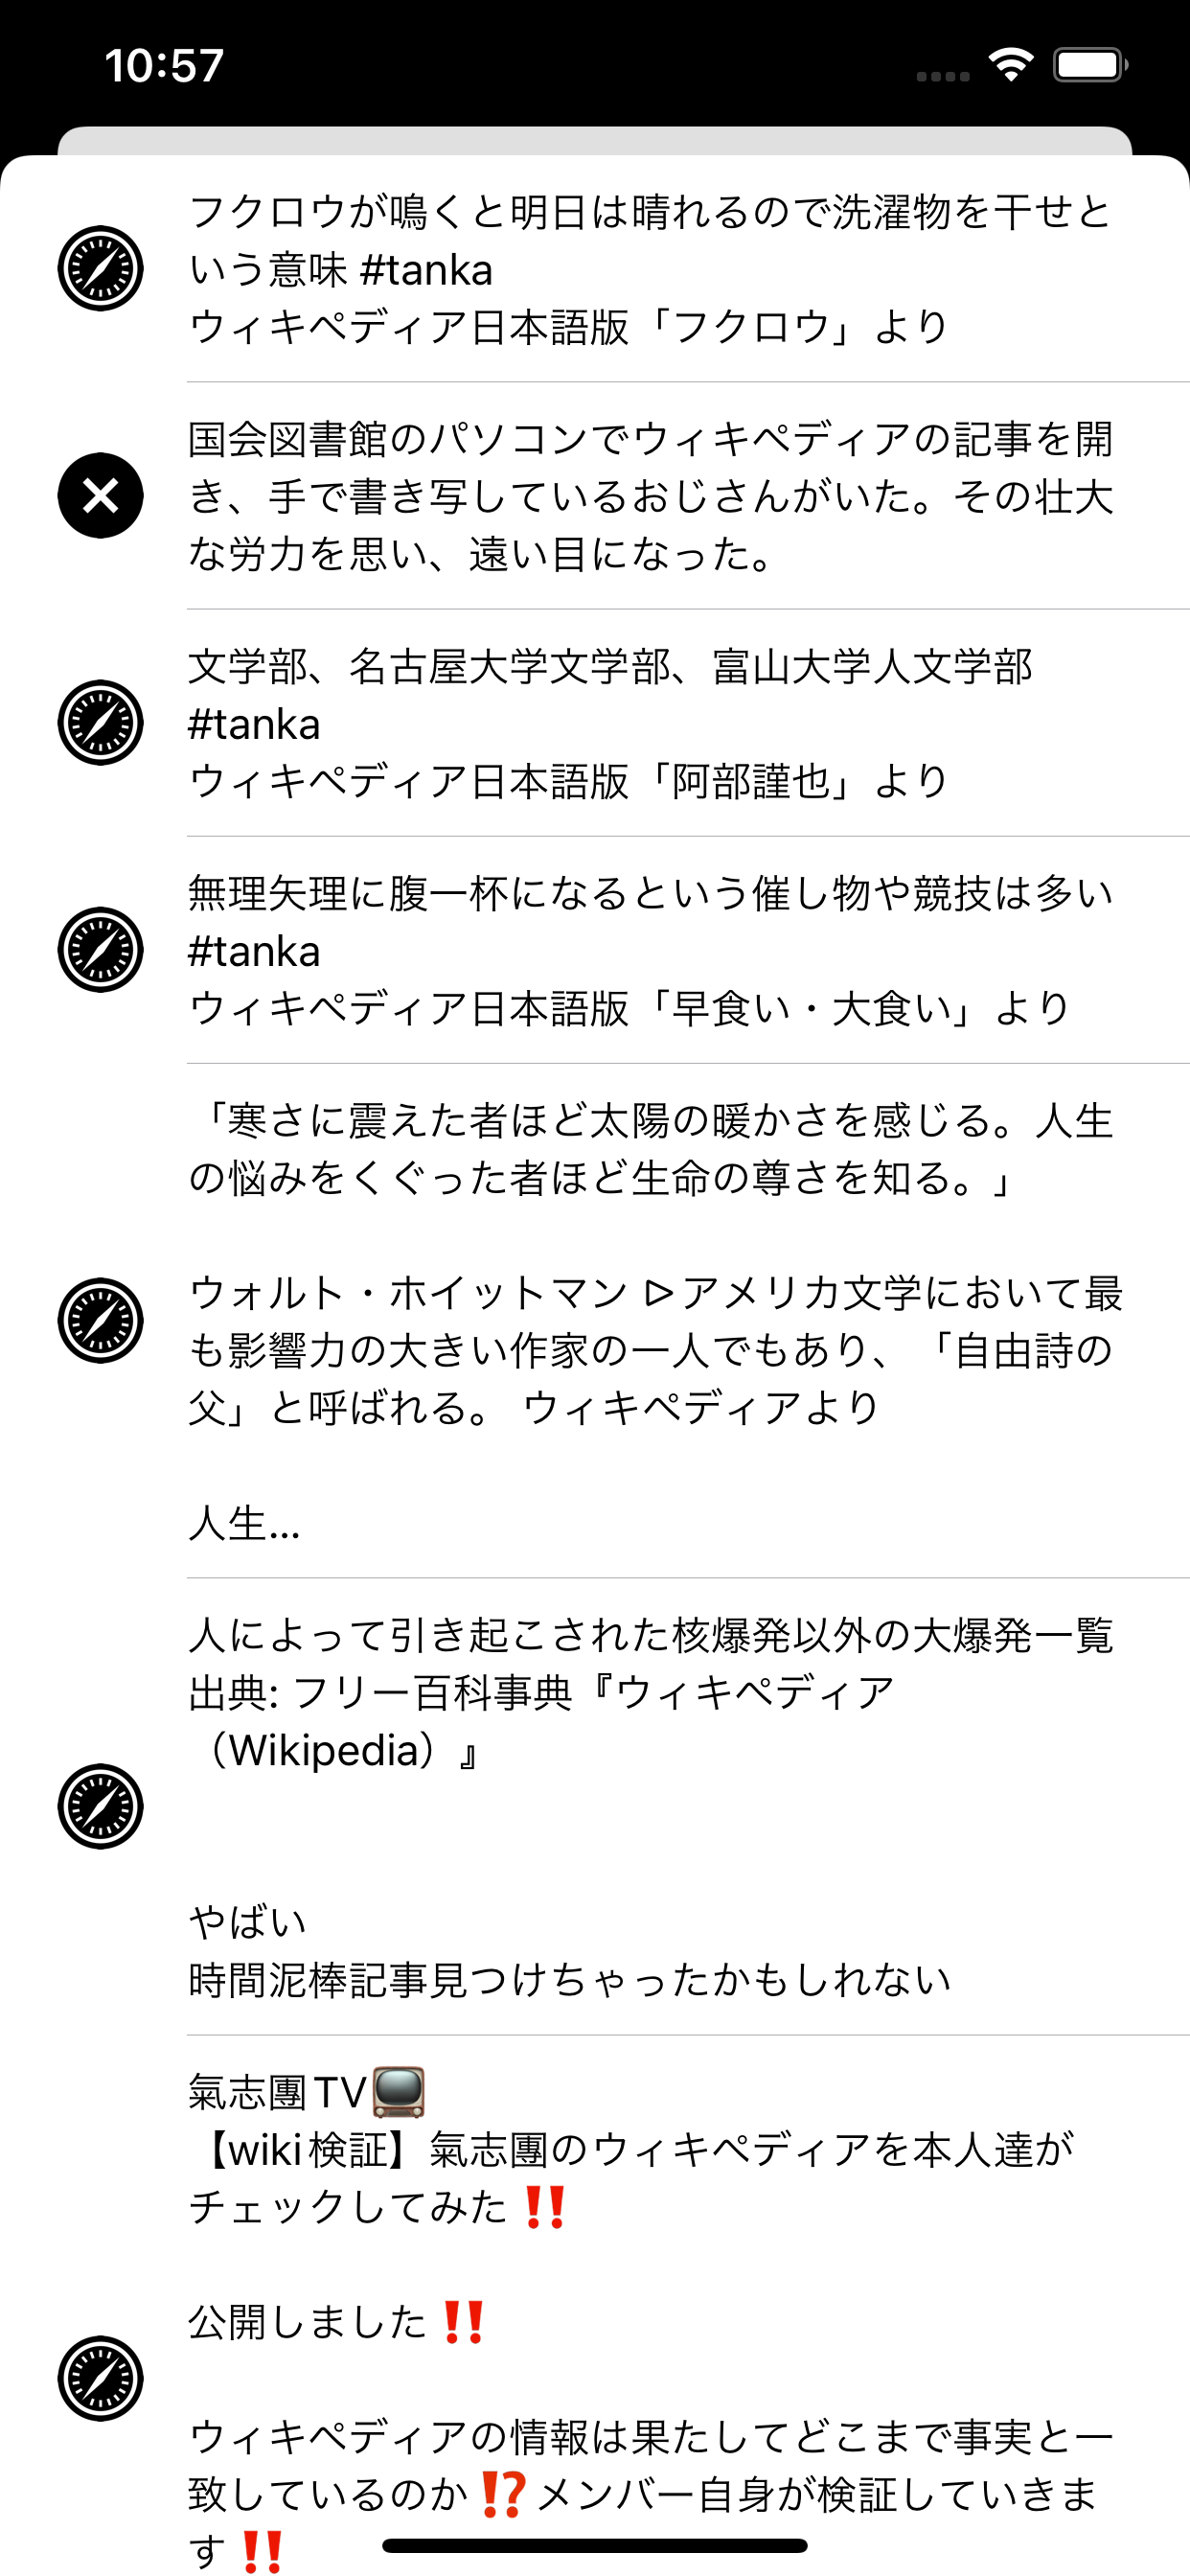 10:57
フクロウが鳴くと明日は晴れるので洗濯物を干せと
いう意味 #tanka
ウィキペディア日本語版「フクロウ」より
国会図書館のパソコンでウィキペディアの記事を開
き、手で書き写しているおじさんがいた。その壮大
な労力を思い、遠い目になった。
文学部、名古屋大学文学部、富山大学人文学部
#tanka
ウィキペディア日本語版「阿部謹也」より
無理矢理に腹一杯になるという催し物や競技は多い
#tanka
ウィキペディア日本語版「早食い・大食い」より
「寒さに震えた者ほど太陽の暖かさを感じる。人生
の悩みをくぐった者ほど生命の尊さを知る。」
ウォルト・ホイットマン ᐅアメリカ文学において最
も影響力の大きい作家の一人でもあり、「自由詩の
父」と呼ばれる。 ウィキペディアより
人生...
人によって引き起こされた核爆発以外の大爆発一覧
出典: フリー百科事典『ウィキペディア
（Wikipedia）』
やばい
時間泥棒記事見つけちゃったかもしれない
氣志團TV📺
【wiki検証】氣志團のウィキペディアを本人達が
チェックしてみた‼️
公開しました‼️
ウィキペディアの情報は果たしてどこまで事実と一
致しているのか⁉️メンバー自身が検証していきま
す‼️